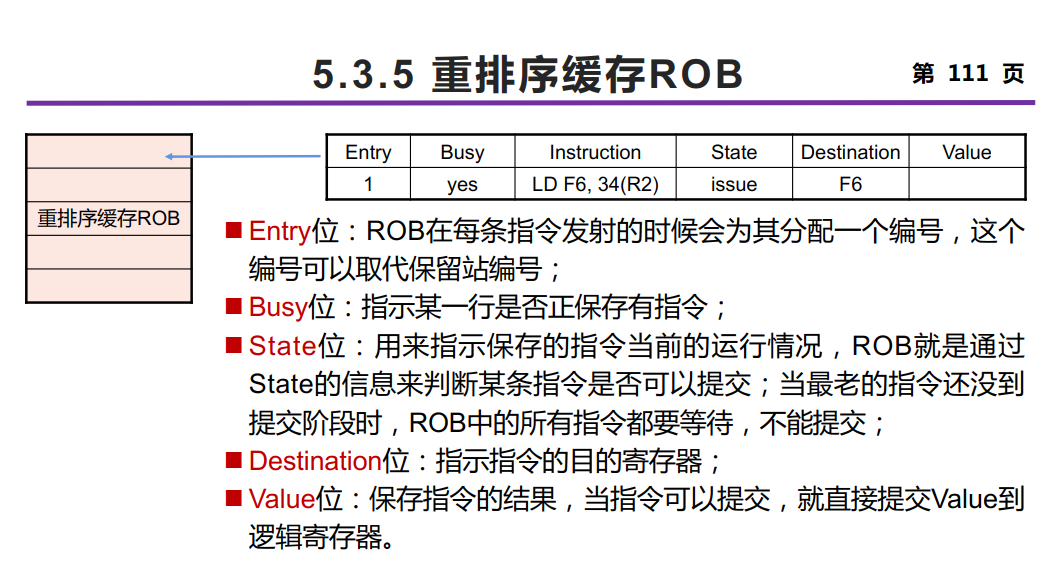 5.3.5 重排序缓存ROB
第 111 页
Entry Busy Instruction State Destination Value
1 yes LD F6, 34(R2) issue F6
重排序缓存ROB
Entry位：ROB在每条指令发射的时候会为其分配一个编号，这个
编号可以取代保留站编号；
Busy位：指示某一行是否正保存有指令；
State位：用来指示保存的指令当前的运行情况，ROB就是通过
State的信息来判断某条指令是否可以提交；当最老的指令还没到
提交阶段时，ROB中的所有指令都要等待，不能提交；
Destination位：指示指令的目的寄存器；
Value位：保存指令的结果，当指令可以提交，就直接提交Value到
逻辑寄存器。